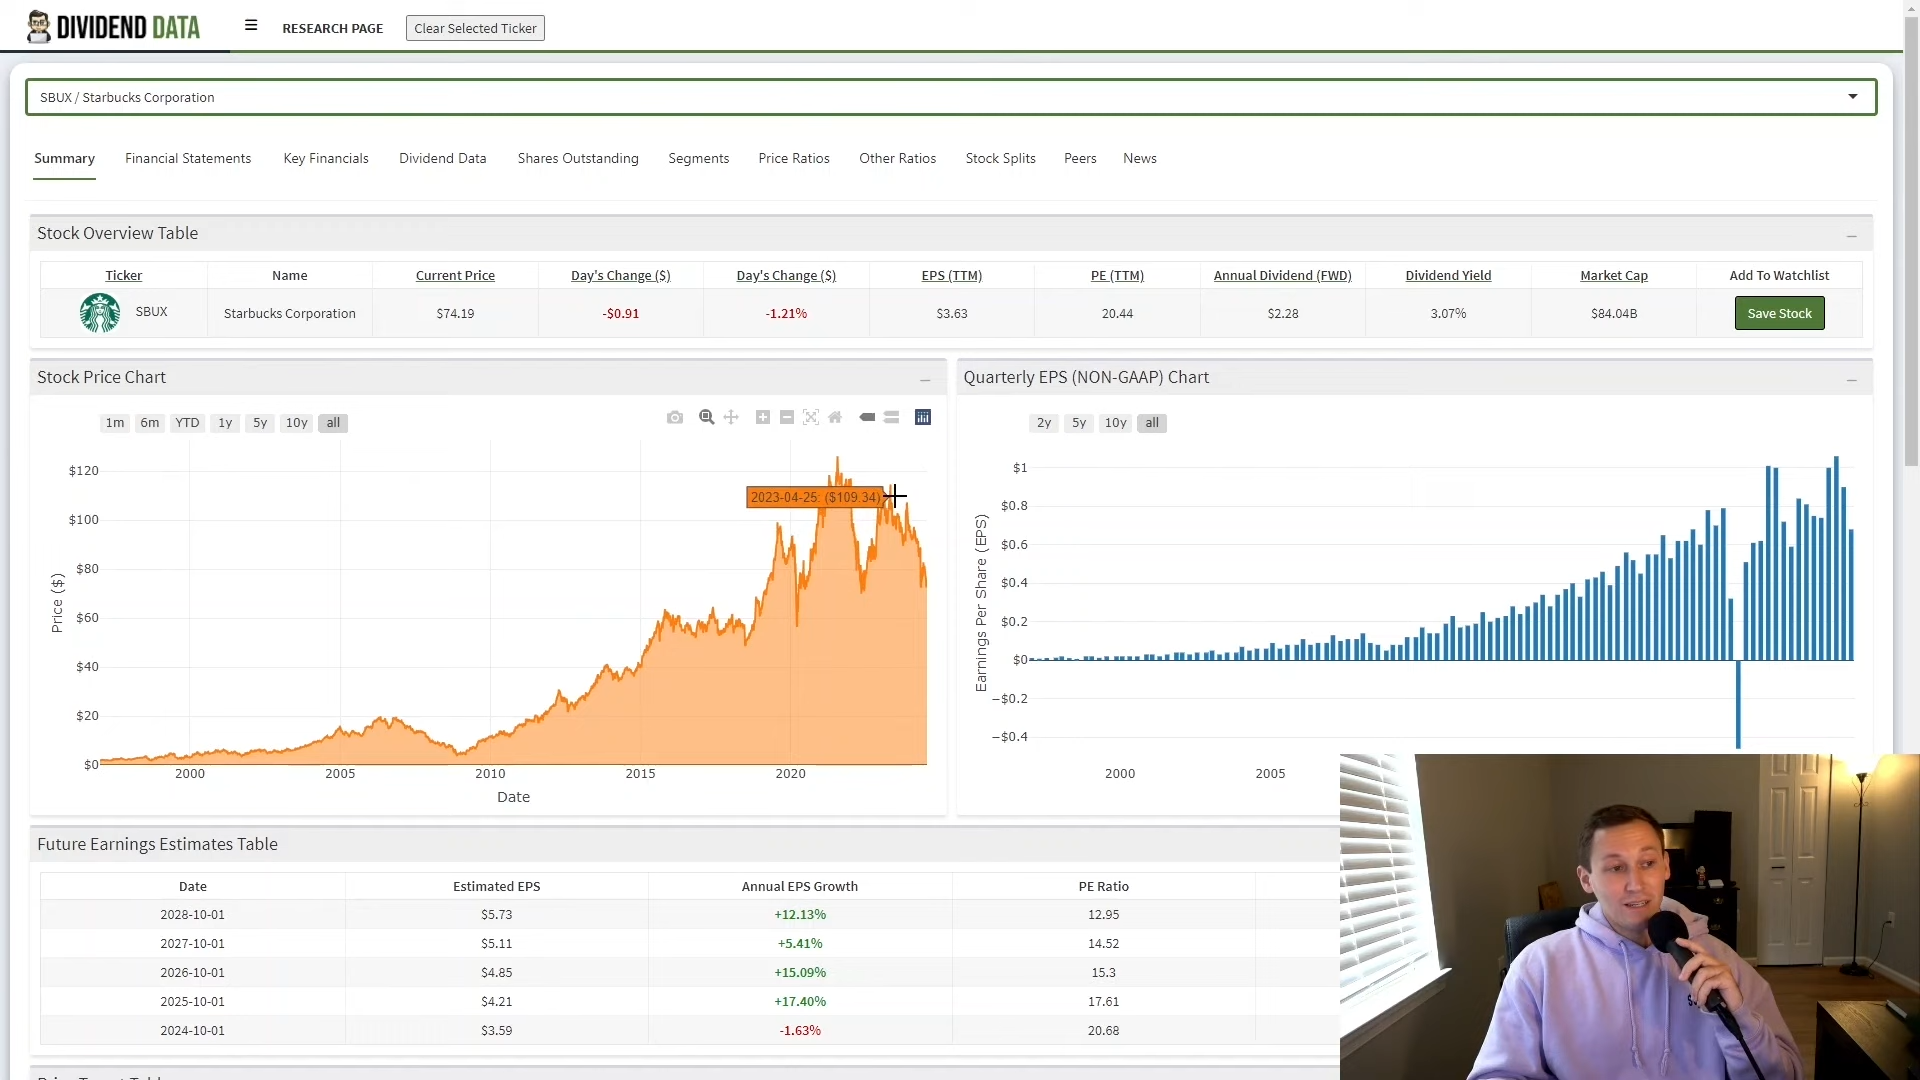 DIVIDEND DATA
RESEARCH PAGE
Clear Selected Ticker
SBUX / Starbucks Corporation
Summary Financial Statements Key Financials Dividend Data Shares Outstanding Segments Price Ratios Other Ratios Stock Splits Peers News
Stock Overview Table
Ticker Name Current Price Day's Change ($) Day's Change ($) EPS (TTM) PE (TTM) Annual Dividend (FWD) Dividend Yield Market Cap Add To Watchlist
SBUX Starbucks Corporation $74.19 -$0.91 -1.21% $3.63 20.44 $2.28 3.07% $84.04B Save Stock
Stock Price Chart
1m 6m YTD 1y 5y 10y all
$120
$100
$80
$60
$40
$20
$0
Price ($)
2023-04-25: ($109.34)
2000 2005 2010 2015 2020
Date
Quarterly EPS (NON-GAAP) Chart
2y 5y 10y all
$1
$0.8
$0.6
$0.4
$0.2
$0
−$0.2
−$0.4
Earnings Per Share (EPS)
2000 2005
Future Earnings Estimates Table
Date Estimated EPS Annual EPS Growth PE Ratio
2028-10-01 $5.73 +12.13% 12.95
2027-10-01 $5.11 +5.41% 14.52
2026-10-01 $4.85 +15.09% 15.3
2025-10-01 $4.21 +17.40% 17.61
2024-10-01 $3.59 -1.63% 20.68